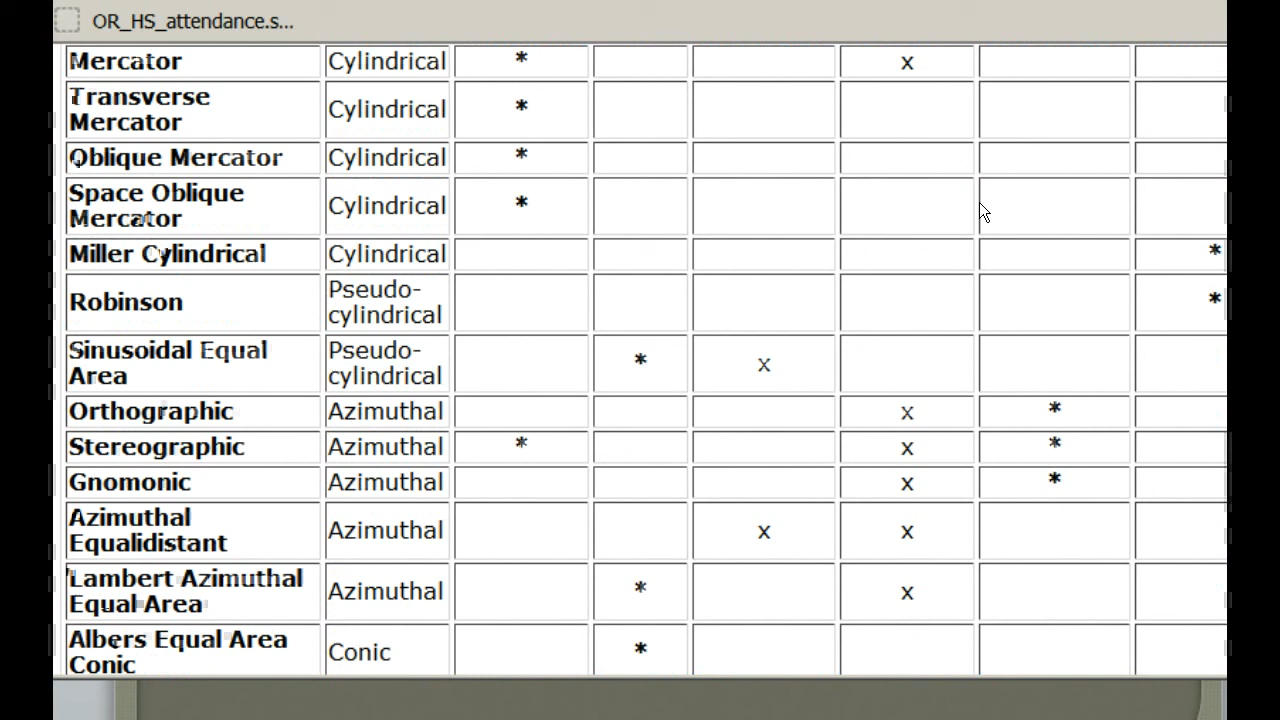 OR_HS_attendance.s...
Mercator Cylindrical * x
Transverse
Mercator Cylindrical *
Oblique Mercator Cylindrical *
Space Oblique
Mercator Cylindrical *
Miller Cylindrical Cylindrical *
Robinson Pseudo-
cylindrical *
Sinusoidal Equal
Area Pseudo-
cylindrical * x
Orthographic Azimuthal x *
Stereographic Azimuthal * x *
Gnomonic Azimuthal x *
Azimuthal
Equalidistant Azimuthal x x
Lambert Azimuthal
Equal Area Azimuthal * x
Albers Equal Area
Conic Conic *